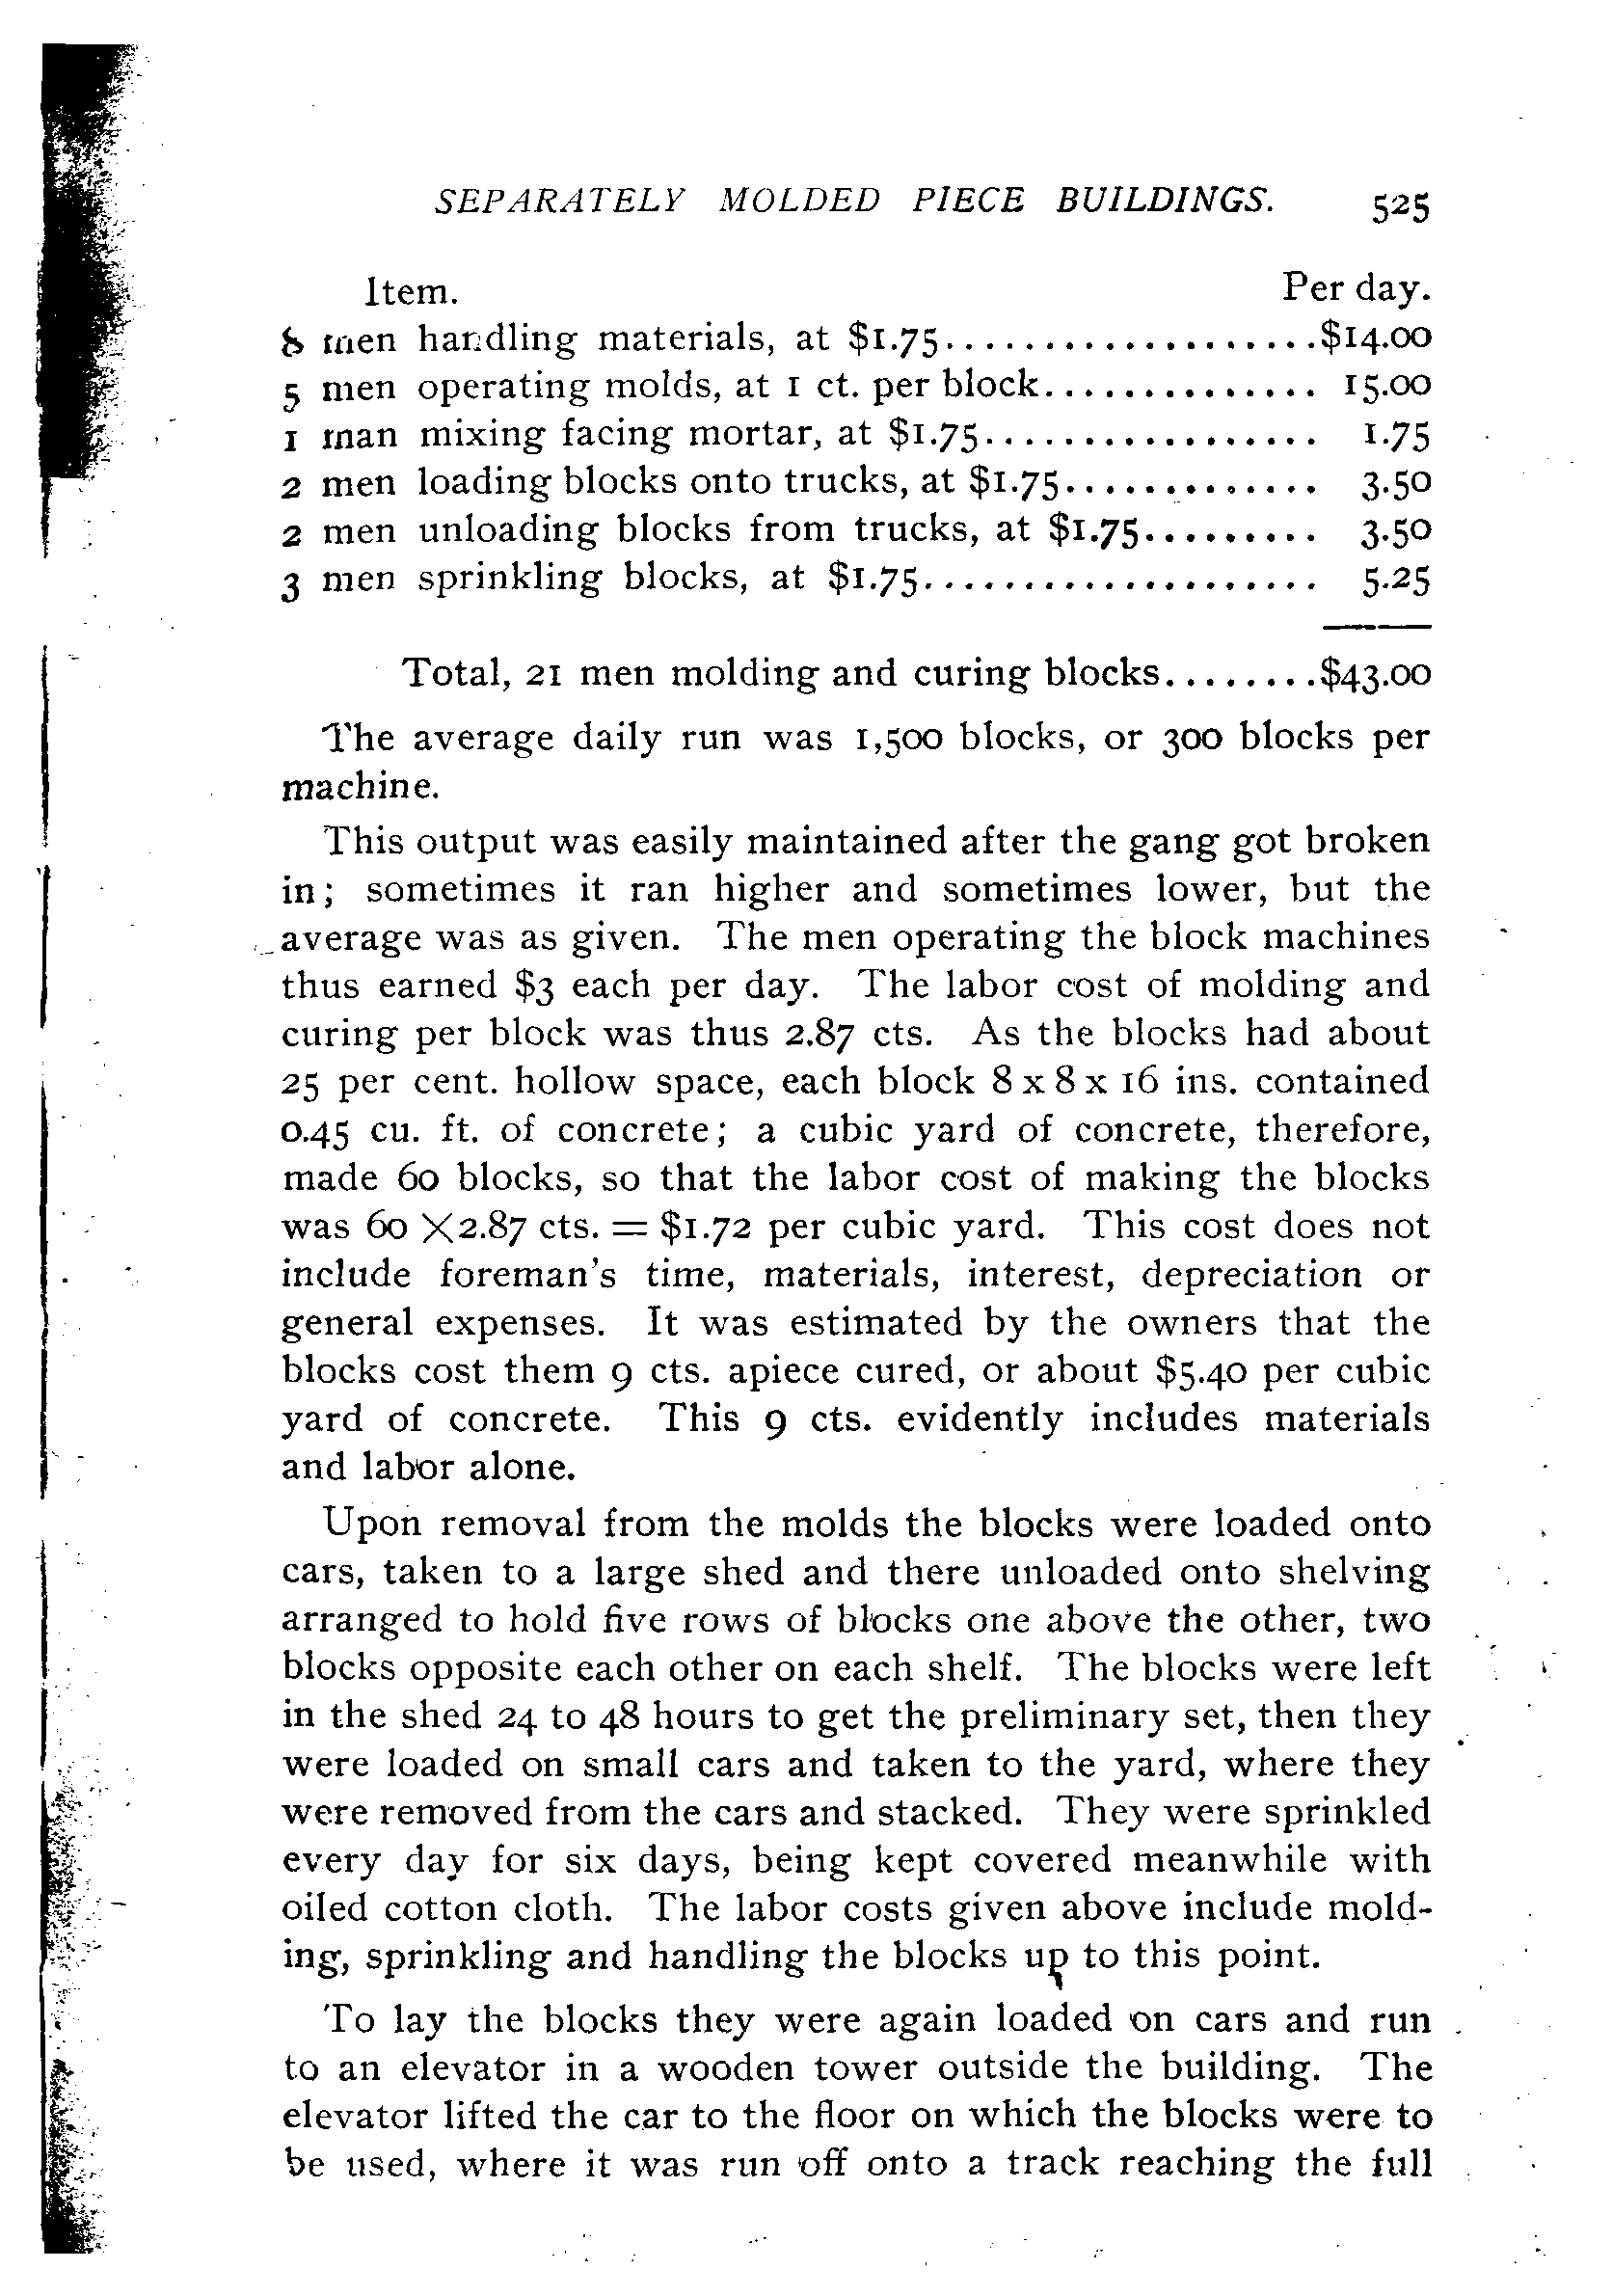 SEPARATELY MOLDED PIECE BUILDINGS. 525
Item. Per day.
8 men handling materials, at $1.75...................$14.00
5 men operating molds, at 1 ct. per block.............. 15.00
1 man mixing facing mortar, at $1.75................. 1.75
2 men loading blocks onto trucks, at $1.75............. 3.50
2 men unloading blocks from trucks, at $1.75......... 3.50
3 men sprinkling blocks, at $1.75.................... 5.25
Total, 21 men molding and curing blocks........$43.00
The average daily run was 1,500 blocks, or 300 blocks per
machine.
This output was easily maintained after the gang got broken
in; sometimes it ran higher and sometimes lower, but the
average was as given. The men operating the block machines
thus earned $3 each per day. The labor cost of molding and
curing per block was thus 2.87 cts. As the blocks had about
25 per cent. hollow space, each block 8 x 8 x 16 ins. contained
0.45 cu. ft. of concrete; a cubic yard of concrete, therefore,
made 60 blocks, so that the labor cost of making the blocks
was 60 ×2.87 cts. = $1.72 per cubic yard. This cost does not
include foreman's time, materials, interest, depreciation or
general expenses. It was estimated by the owners that the
blocks cost them 9 cts. apiece cured, or about $5.40 per cubic
yard of concrete. This 9 cts. evidently includes materials
and labor alone.
Upon removal from the molds the blocks were loaded onto
cars, taken to a large shed and there unloaded onto shelving
arranged to hold five rows of blocks one above the other, two
blocks opposite each other on each shelf. The blocks were left
in the shed 24 to 48 hours to get the preliminary set, then they
were loaded on small cars and taken to the yard, where they
were removed from the cars and stacked. They were sprinkled
every day for six days, being kept covered meanwhile with
oiled cotton cloth. The labor costs given above include mold-
ing, sprinkling and handling the blocks up to this point.
To lay the blocks they were again loaded on cars and run
to an elevator in a wooden tower outside the building. The
elevator lifted the car to the floor on which the blocks were to
be used, where it was run off onto a track reaching the full